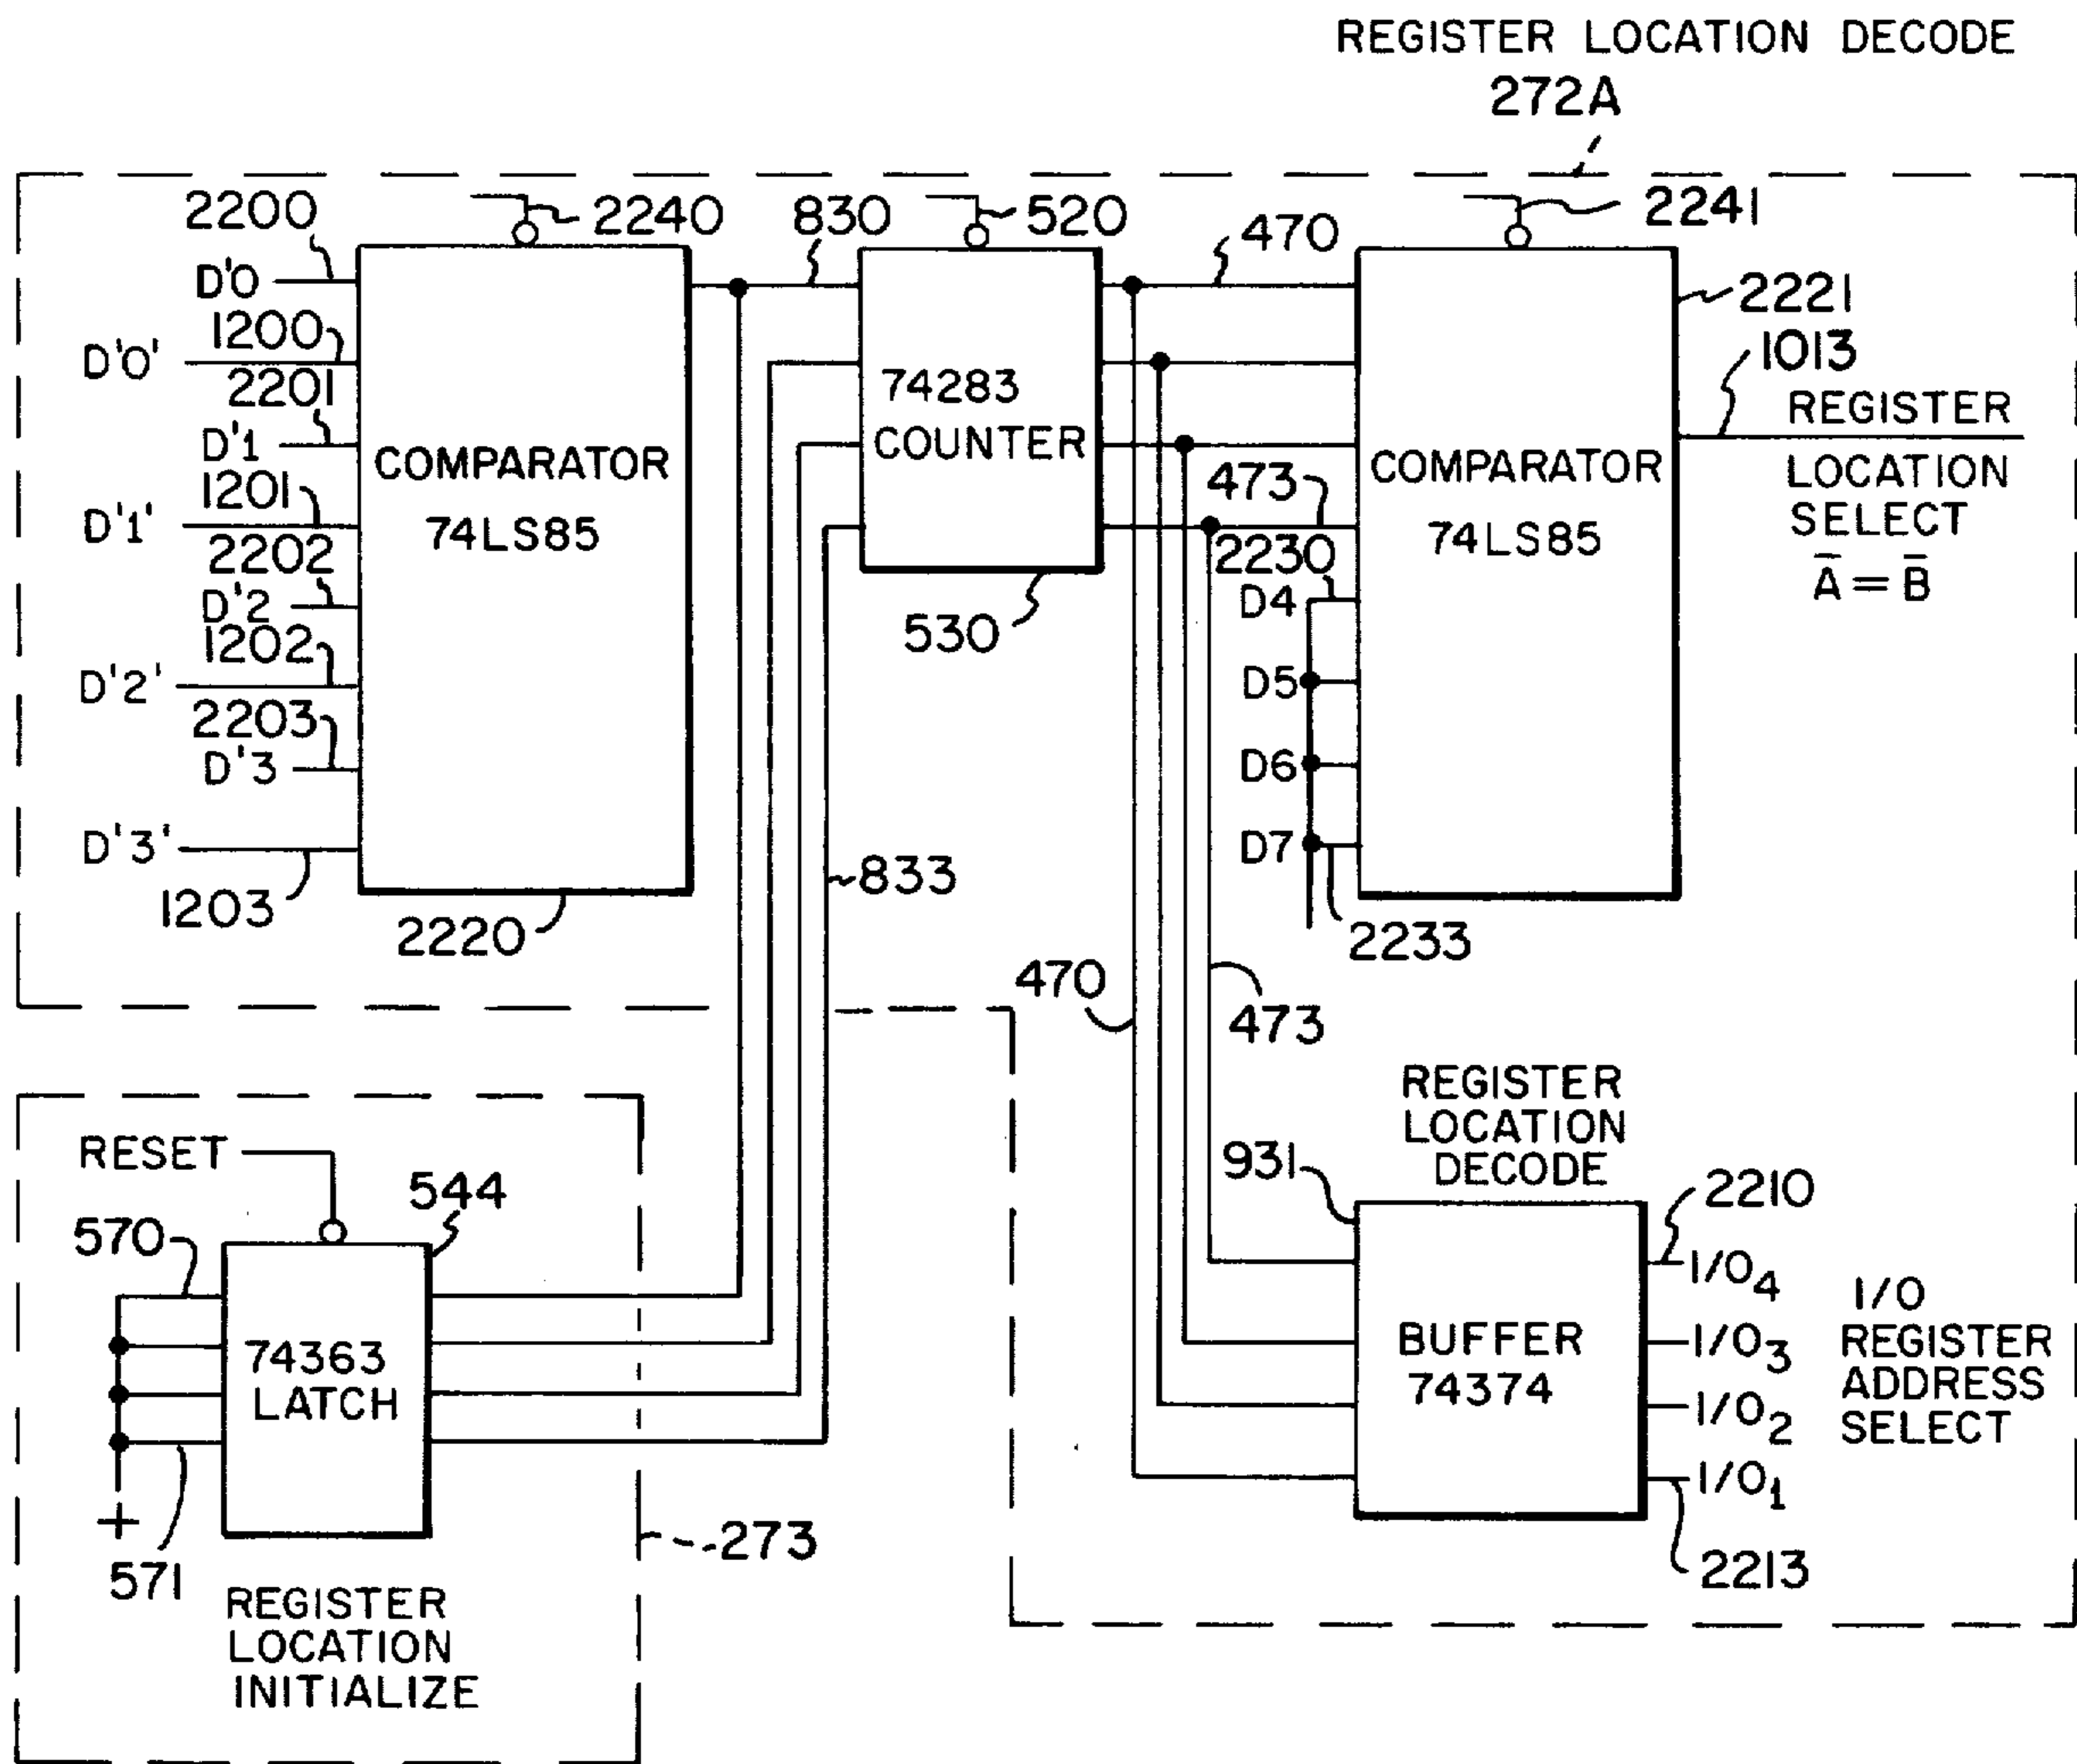 REGISTER LOCATION DECODE
272A
2200
2240
830
520
470
2241
D'0
2221
1200
D'0'
2201
1013
74283
COUNTER
REGISTER
LOCATION
SELECT
A̅ = B̅
D'1
COMPARATOR
74LS85
1201
D'1'
2202
473
COMPARATOR
74LS85
2230
D4
D'2
1202
530
D'2'
D5
2203
D'3
D6
D'3'
D7
833
1203
2220
2233
470
473
REGISTER
LOCATION
DECODE
RESET
544
931
2210
570
I/O4
I/O
REGISTER
ADDRESS
SELECT
74363
LATCH
BUFFER
74374
I/O3
I/O2
I/O1
+
273
571
2213
REGISTER
LOCATION
INITIALIZE